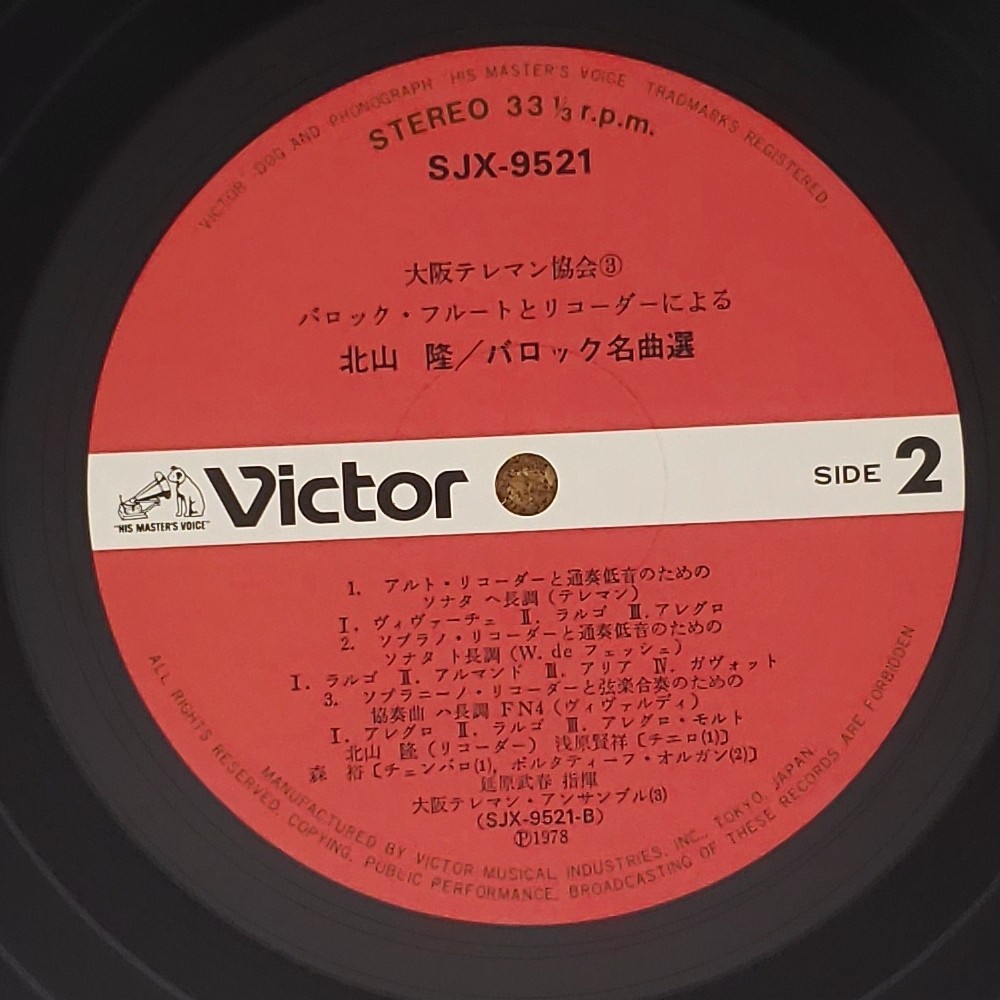 VICTOR "DOG AND PHONOGRAPH" "HIS MASTER'S VOICE" TRADMARKS REGISTERED.
STEREO 33⅓ r.p.m.
SJX-9521
大阪テレマン協会③
バロック・フルートとリコーダーによる
北山 隆/バロック名曲選
"HIS MASTER'S VOICE"
Victor
SIDE 2
1. アルト・リコーダーと通奏低音のための
ソナタ ヘ長調(テレマン)
Ⅰ. ヴィヴァーチェ Ⅱ. ラルゴ Ⅲ. アレグロ
2. ソプラノ・リコーダーと通奏低音のための
ソナタ ト長調(W. de フェッシュ)
Ⅰ. ラルゴ Ⅱ. アルマンド Ⅲ. アリア Ⅳ. ガヴォット
3. ソプラニーノ・リコーダーと弦楽合奏のための
協奏曲 ハ長調 FN4(ヴィヴァルディ)
Ⅰ. アレグロ Ⅱ. ラルゴ Ⅲ. アレグロ・モルト
北山 隆(リコーダー) 浅原賢祥〔チェロ(1)〕
森 裕〔チェンバロ(1), ポルタティーフ・オルガン(2)〕
延原武春 指揮
大阪テレマン・アンサンブル(3)
(SJX-9521-B)
Ⓟ1978
MANUFACTURED BY VICTOR MUSICAL INDUSTRIES, INC., TOKYO, JAPAN.
ALL RIGHTS RESERVED. COPYING, PUBLIC PERFORMANCE, BROADCASTING OF THESE RECORDS ARE FORBIDDEN